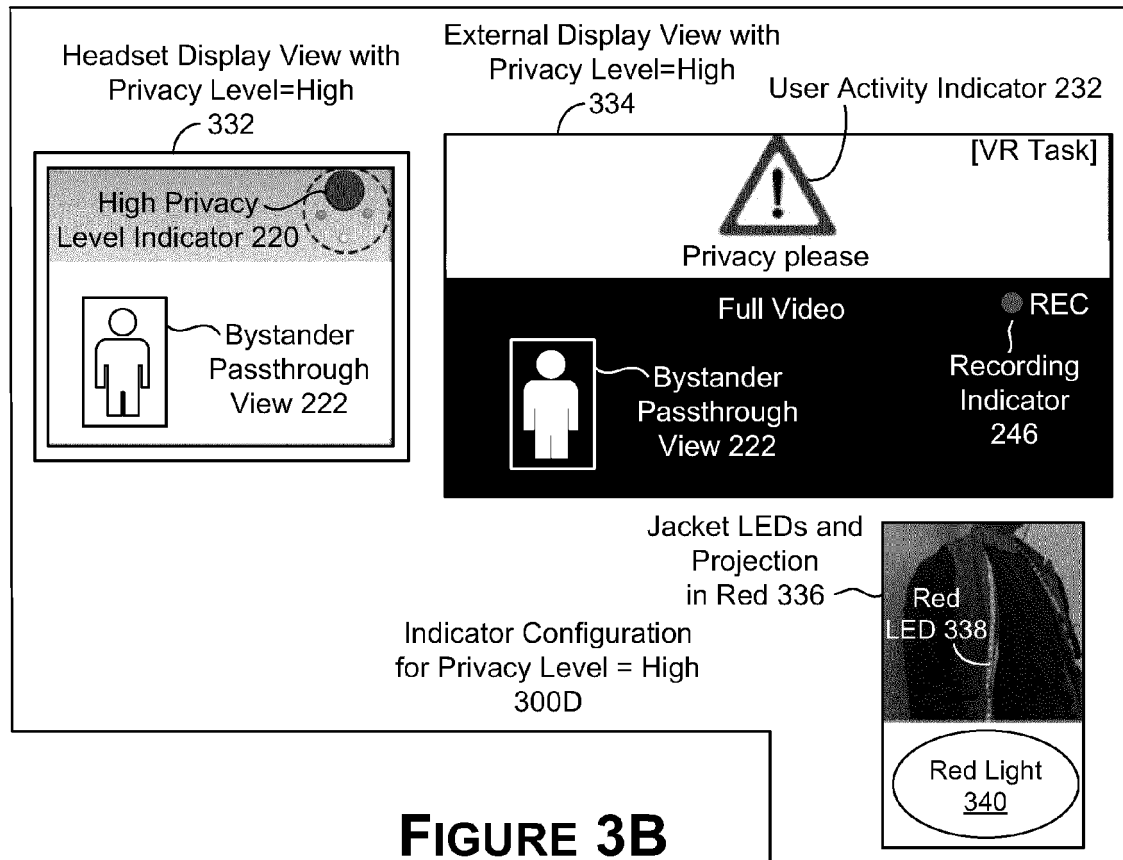 Headset Display View with
Privacy Level=High
332
High Privacy
Level Indicator 220
Bystander
Passthrough
View 222
External Display View with
Privacy Level=High
334
User Activity Indicator 232
[VR Task]
!
Privacy please
Full Video
REC
Bystander
Passthrough
View 222
Recording
Indicator
246
Jacket LEDs and
Projection
in Red 336
Red
LED 338
Red Light
340
Indicator Configuration
for Privacy Level = High
300D
FIGURE 3B